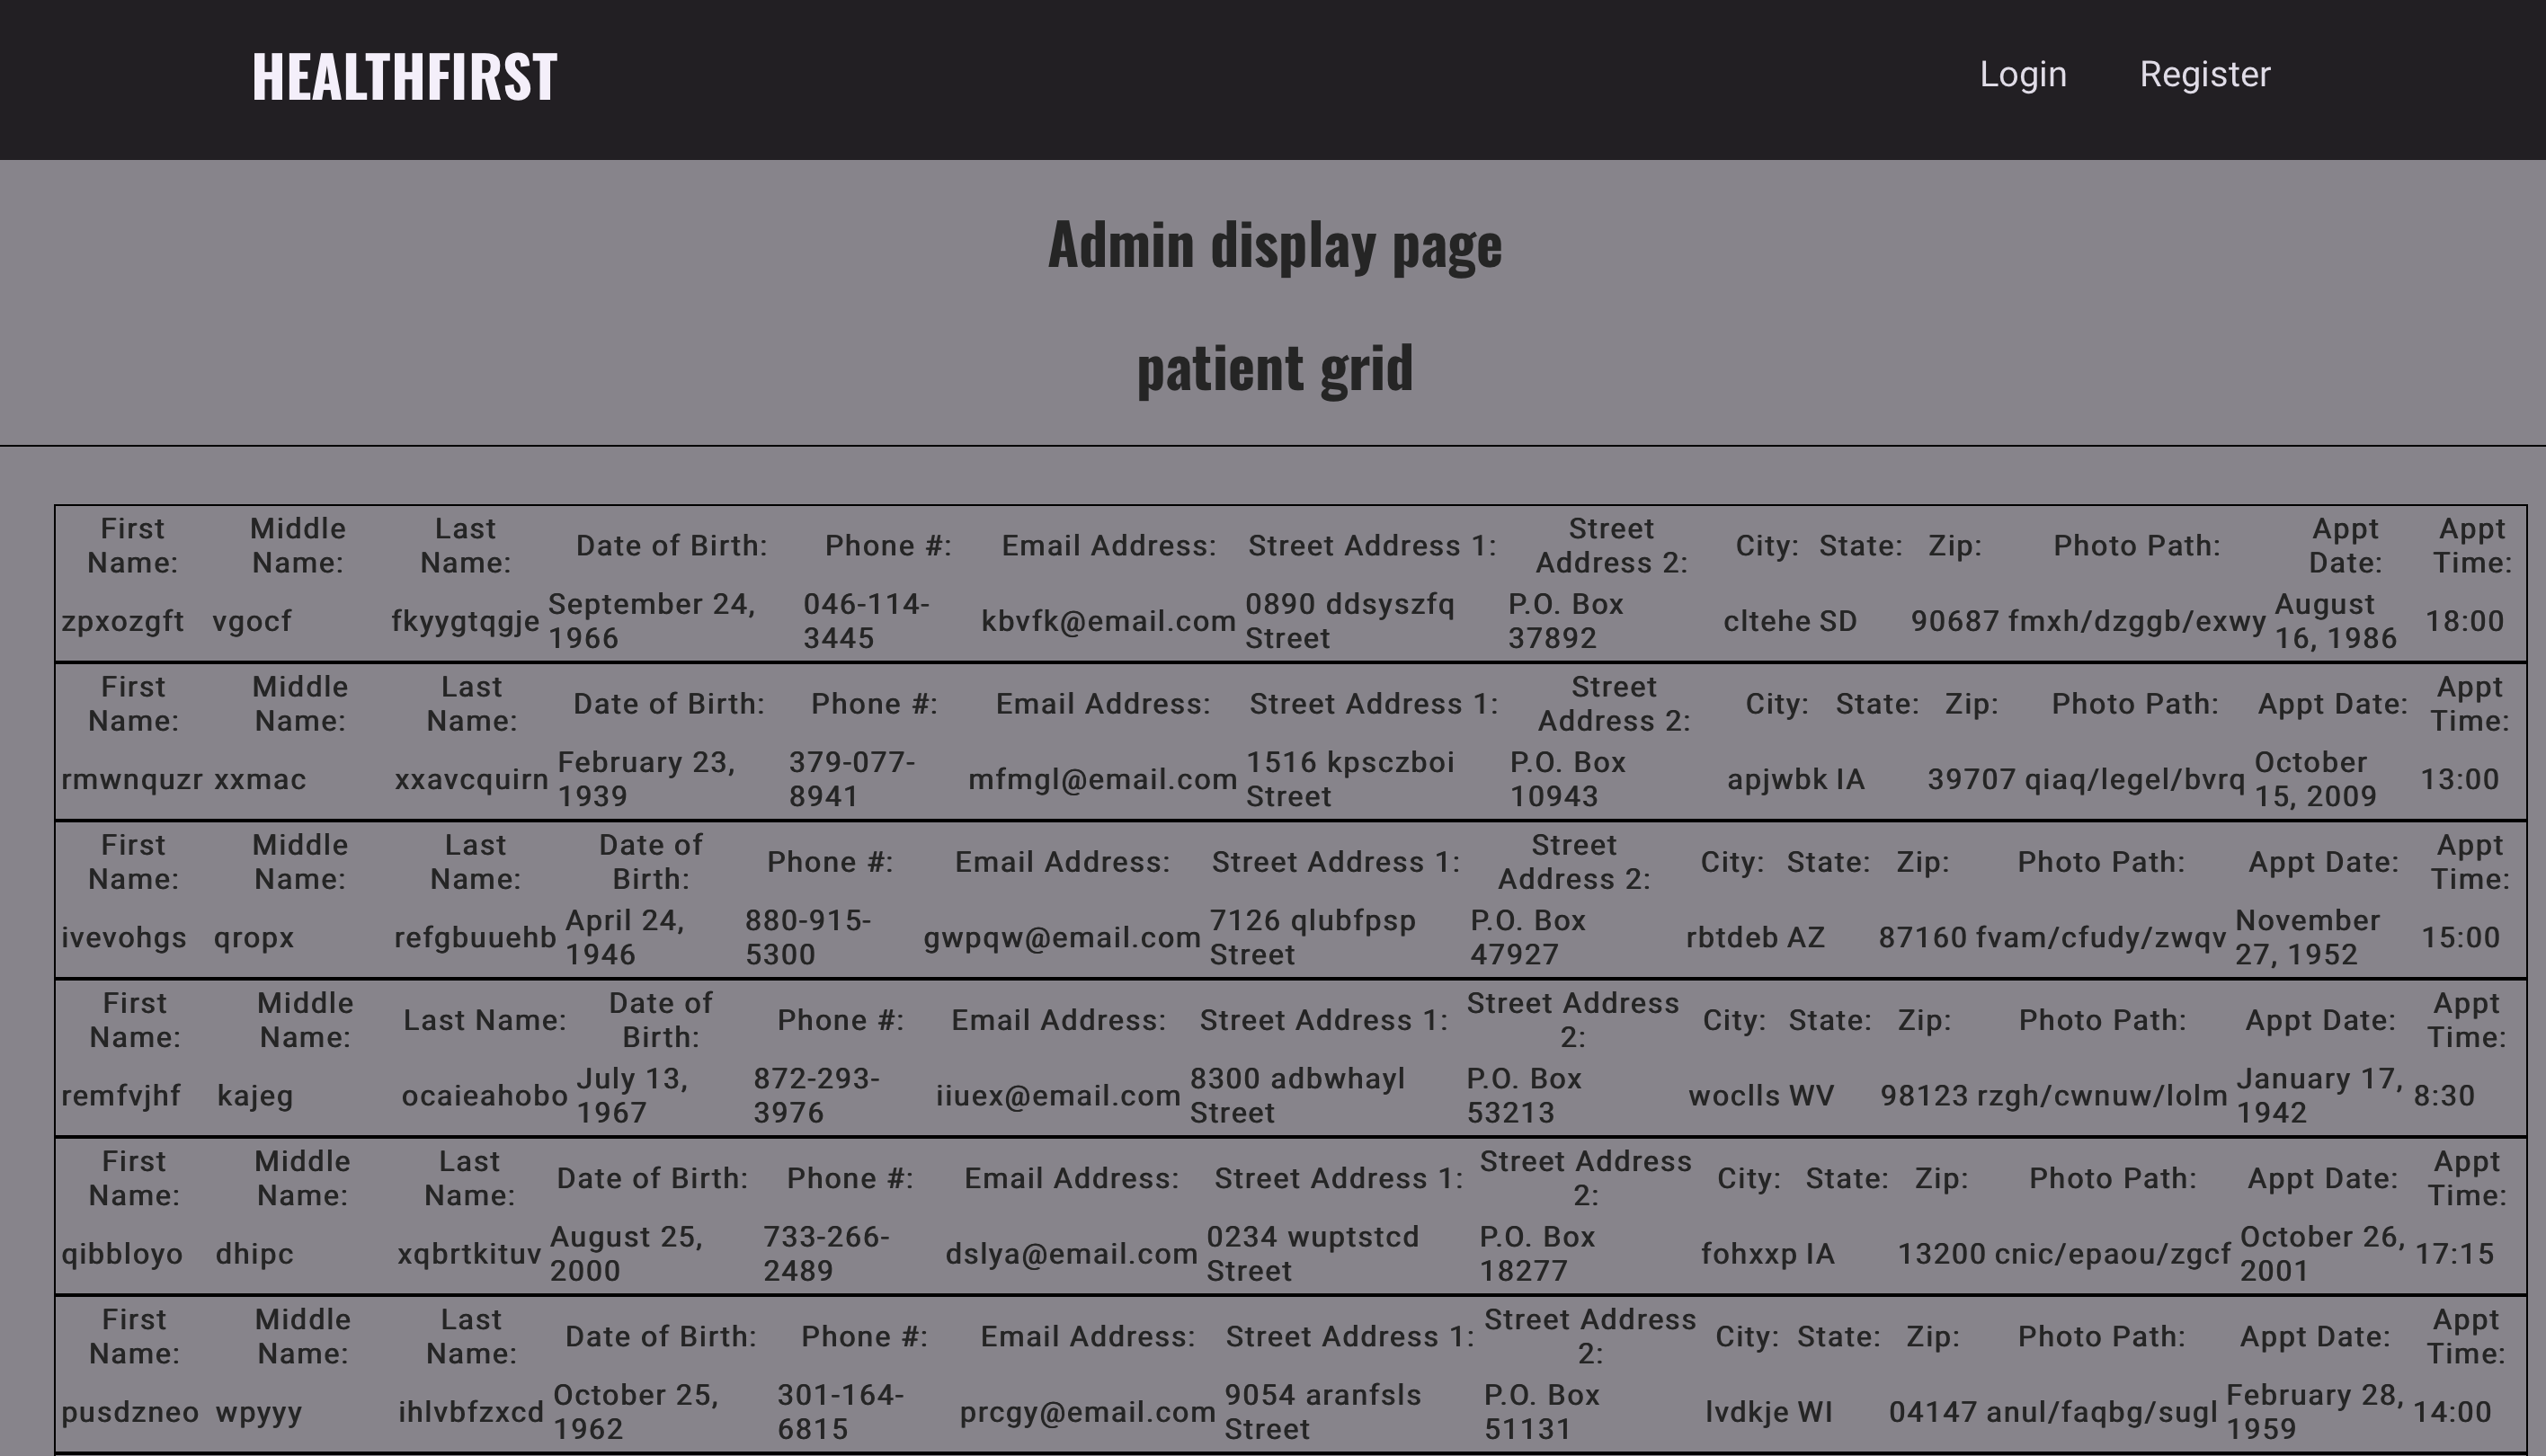 HEALTHFIRST
Login Register
Admin display page
patient grid
First Name: Middle Name: Last Name: Date of Birth: Phone #: Email Address: Street Address 1: Street Address 2: City: State: Zip: Photo Path: Appt Date: Appt Time:
zpxozgft vgocf fkyygtqgje September 24, 1966 046-114-3445 kbvfk@email.com 0890 ddsyszfq Street P.O. Box 37892 cltehe SD 90687 fmxh/dzggb/exwy August 16, 1986 18:00
First Name: Middle Name: Last Name: Date of Birth: Phone #: Email Address: Street Address 1: Street Address 2: City: State: Zip: Photo Path: Appt Date: Appt Time:
rmwnquzr xxmac xxavcquirn February 23, 1939 379-077-8941 mfmgl@email.com 1516 kpsczboi Street P.O. Box 10943 apjwbk IA 39707 qiaq/legel/bvrq October 15, 2009 13:00
First Name: Middle Name: Last Name: Date of Birth: Phone #: Email Address: Street Address 1: Street Address 2: City: State: Zip: Photo Path: Appt Date: Appt Time:
ivevohgs qropx refgbuuehb April 24, 1946 880-915-5300 gwpqw@email.com 7126 qlubfpsp Street P.O. Box 47927 rbtdeb AZ 87160 fvam/cfudy/zwqv November 27, 1952 15:00
First Name: Middle Name: Last Name: Date of Birth: Phone #: Email Address: Street Address 1: Street Address 2: City: State: Zip: Photo Path: Appt Date: Appt Time:
remfvjhf kajeg ocaieahobo July 13, 1967 872-293-3976 iiuex@email.com 8300 adbwhayl Street P.O. Box 53213 woclls WV 98123 rzgh/cwnuw/lolm January 17, 1942 8:30
First Name: Middle Name: Last Name: Date of Birth: Phone #: Email Address: Street Address 1: Street Address 2: City: State: Zip: Photo Path: Appt Date: Appt Time:
qibbloyo dhipc xqbrtkituv August 25, 2000 733-266-2489 dslya@email.com 0234 wuptstcd Street P.O. Box 18277 fohxxp IA 13200 cnic/epaou/zgcf October 26, 2001 17:15
First Name: Middle Name: Last Name: Date of Birth: Phone #: Email Address: Street Address 1: Street Address 2: City: State: Zip: Photo Path: Appt Date: Appt Time:
pusdzneo wpyyy ihlvbfzxcd October 25, 1962 301-164-6815 prcgy@email.com 9054 aranfsls Street P.O. Box 51131 lvdkje WI 04147 anul/faqbg/sugl February 28, 1959 14:00